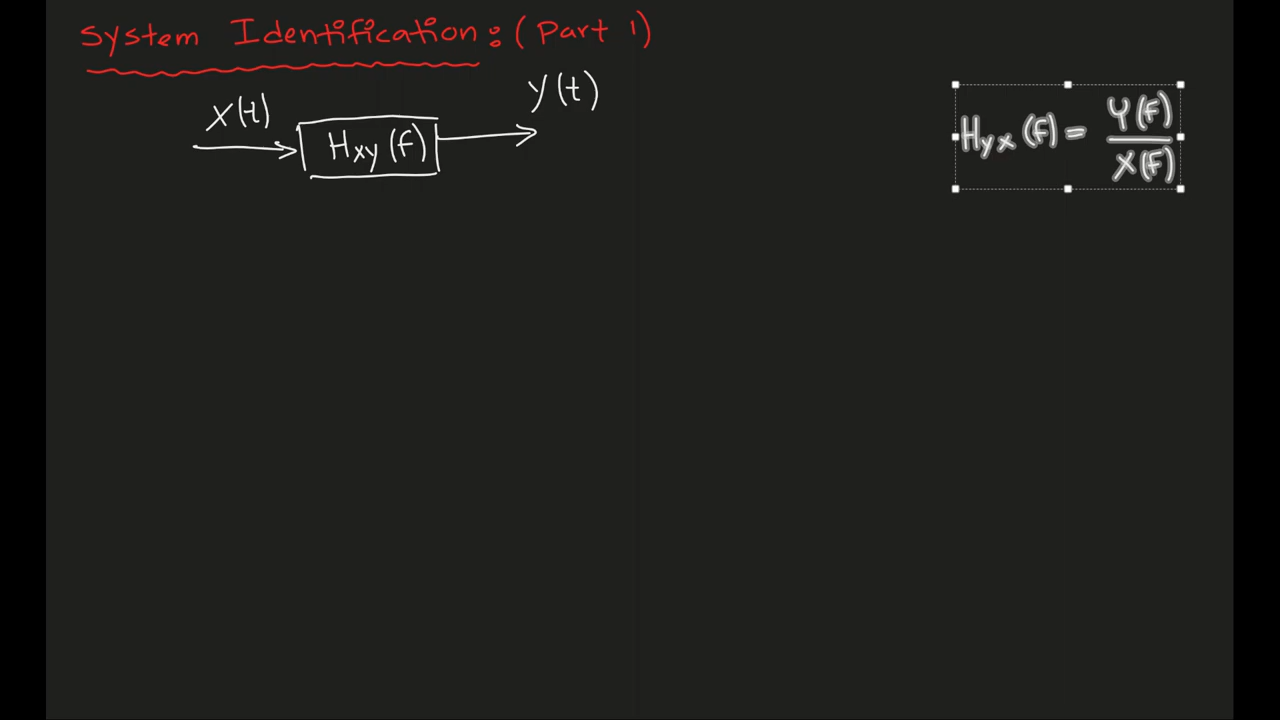 System Identification: (Part 1)
x(t)
y(t)
Hxy (f)
Hyx (f) = Y(f) / X(f)